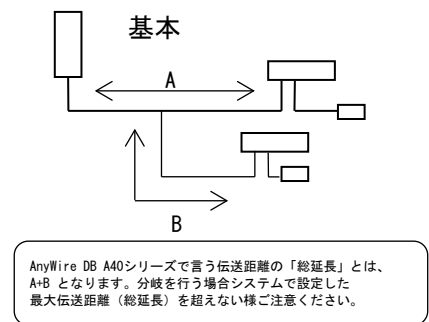 基本
A
B
AnyWire DB A40シリーズで言う伝送距離の「総延長」とは、
A+B となります。分岐を行う場合システムで設定した
最大伝送距離（総延長）を超えない様ご注意ください。